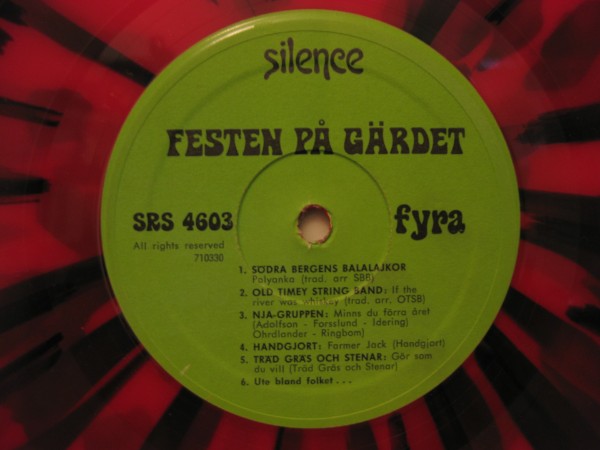 silence
FESTEN PÅ GÄRDET
SRS 4603 fyra
All rights reserved
710330
1. SÖDRA BERGENS BALALAJKOR
Polyanka (trad. arr SBB)
2. OLD TIMEY STRING BAND: If the
river was whiskey (trad. arr. OTSB)
3. NJA-GRUPPEN: Minns du förra året
(Adolfson - Forsslund - Idering)
Öhrdlander - Ringbom)
4. HANDGJORT: Farmer Jack (Handgjort)
5. TRÄD GRÄS OCH STENAR: Gör som
du vill (Träd Gräs och Stenar)
6. Ute bland folket...